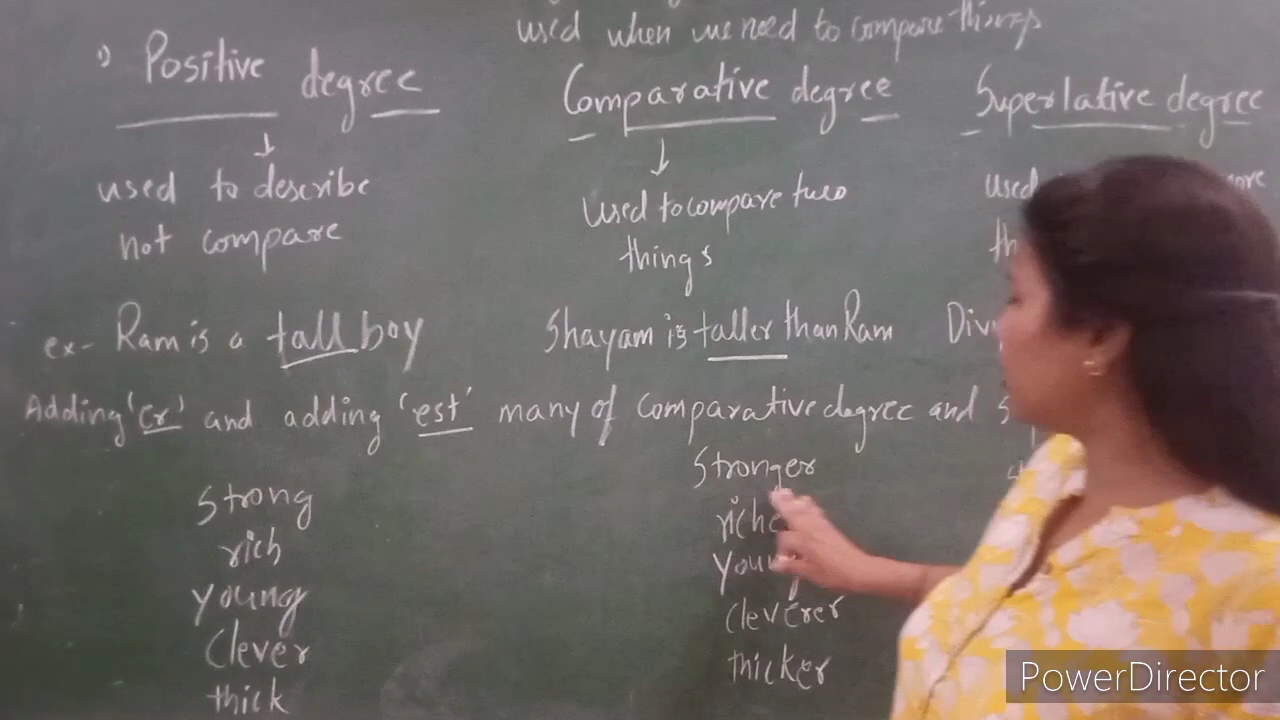 used when we need to compare things
1) Positive degree
Comparative degree
Superlative degree
used to describe
not compare
used to compare two
things
used
ex- Ram is a tall boy
Shayam is taller than Ram
Adding 'er' and adding 'est' many of comparative degree and
strong
rich
young
clever
thick
Stronger
cleverer
thicker
PowerDirector